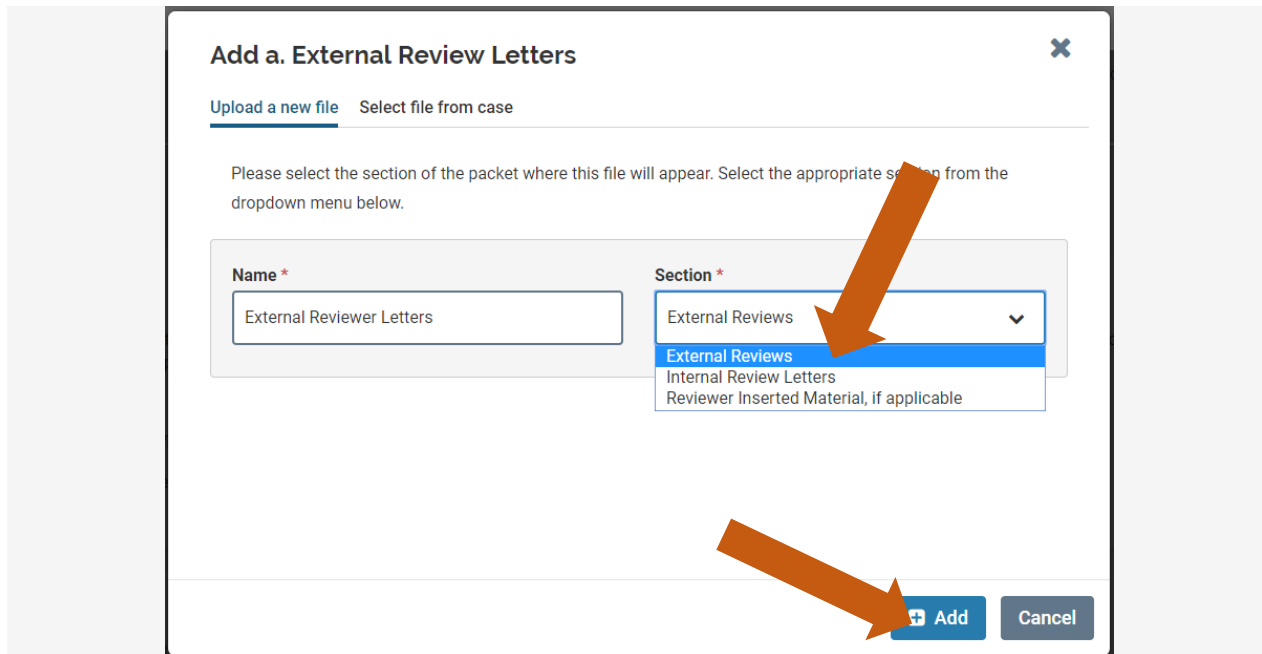 Add a. External Review Letters
Upload a new file Select file from case
Please select the section of the packet where this file will appear. Select the appropriate section from the
dropdown menu below.
Name * Section *
External Reviewer Letters External Reviews
External Reviews
Internal Review Letters
Reviewer Inserted Material, if applicable
Add Cancel